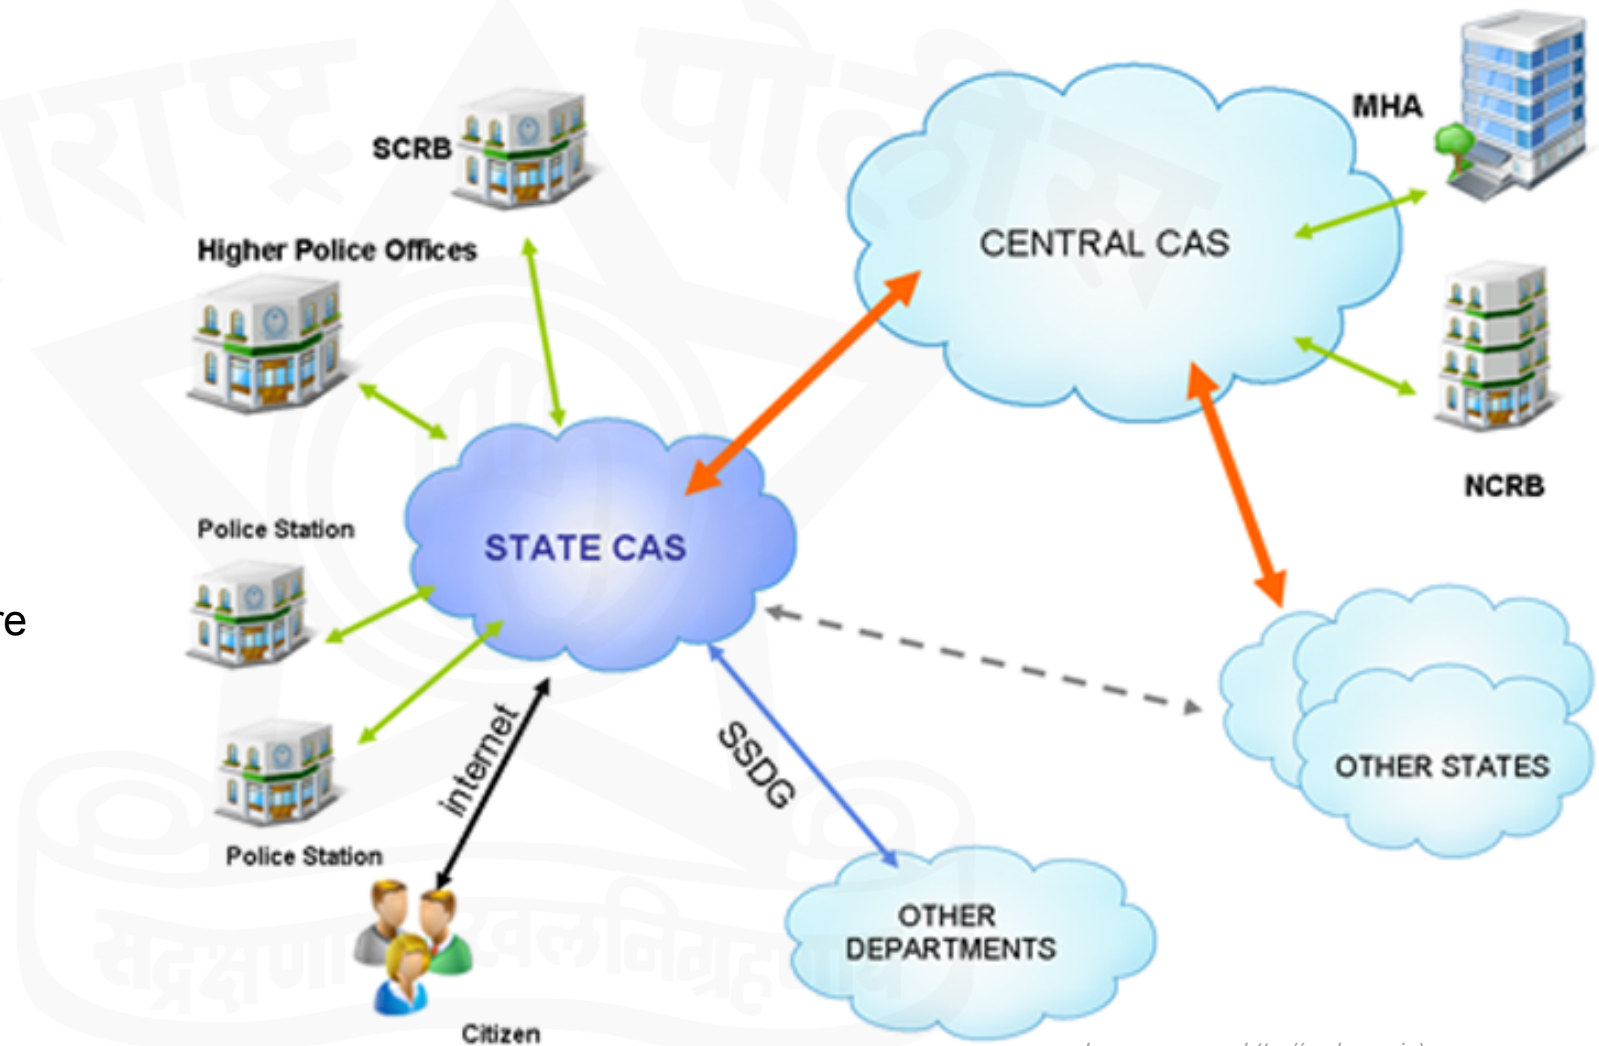 राष्ट्र
पोलीस
MHA
SCRB
CENTRAL CAS
Higher Police Offices
NCRB
Police Station
STATE CAS
re
internet
SSDG
OTHER STATES
Police Station
OTHER
DEPARTMENTS
Citizen